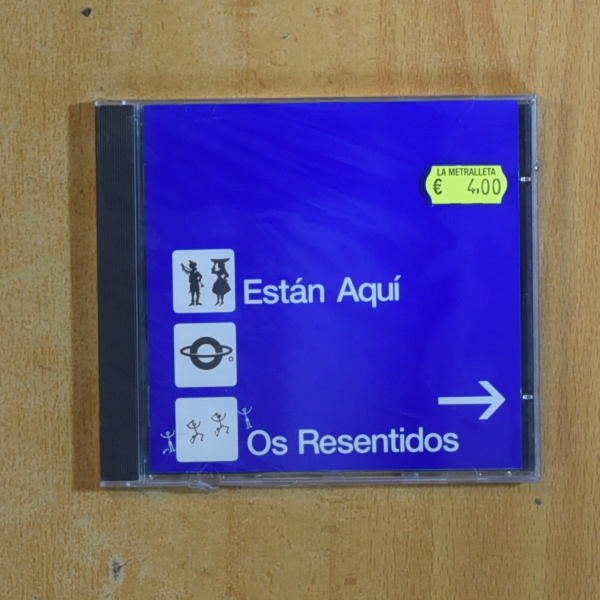 LA METRALLETA
€ 4,00
Están Aquí
Os Resentidos